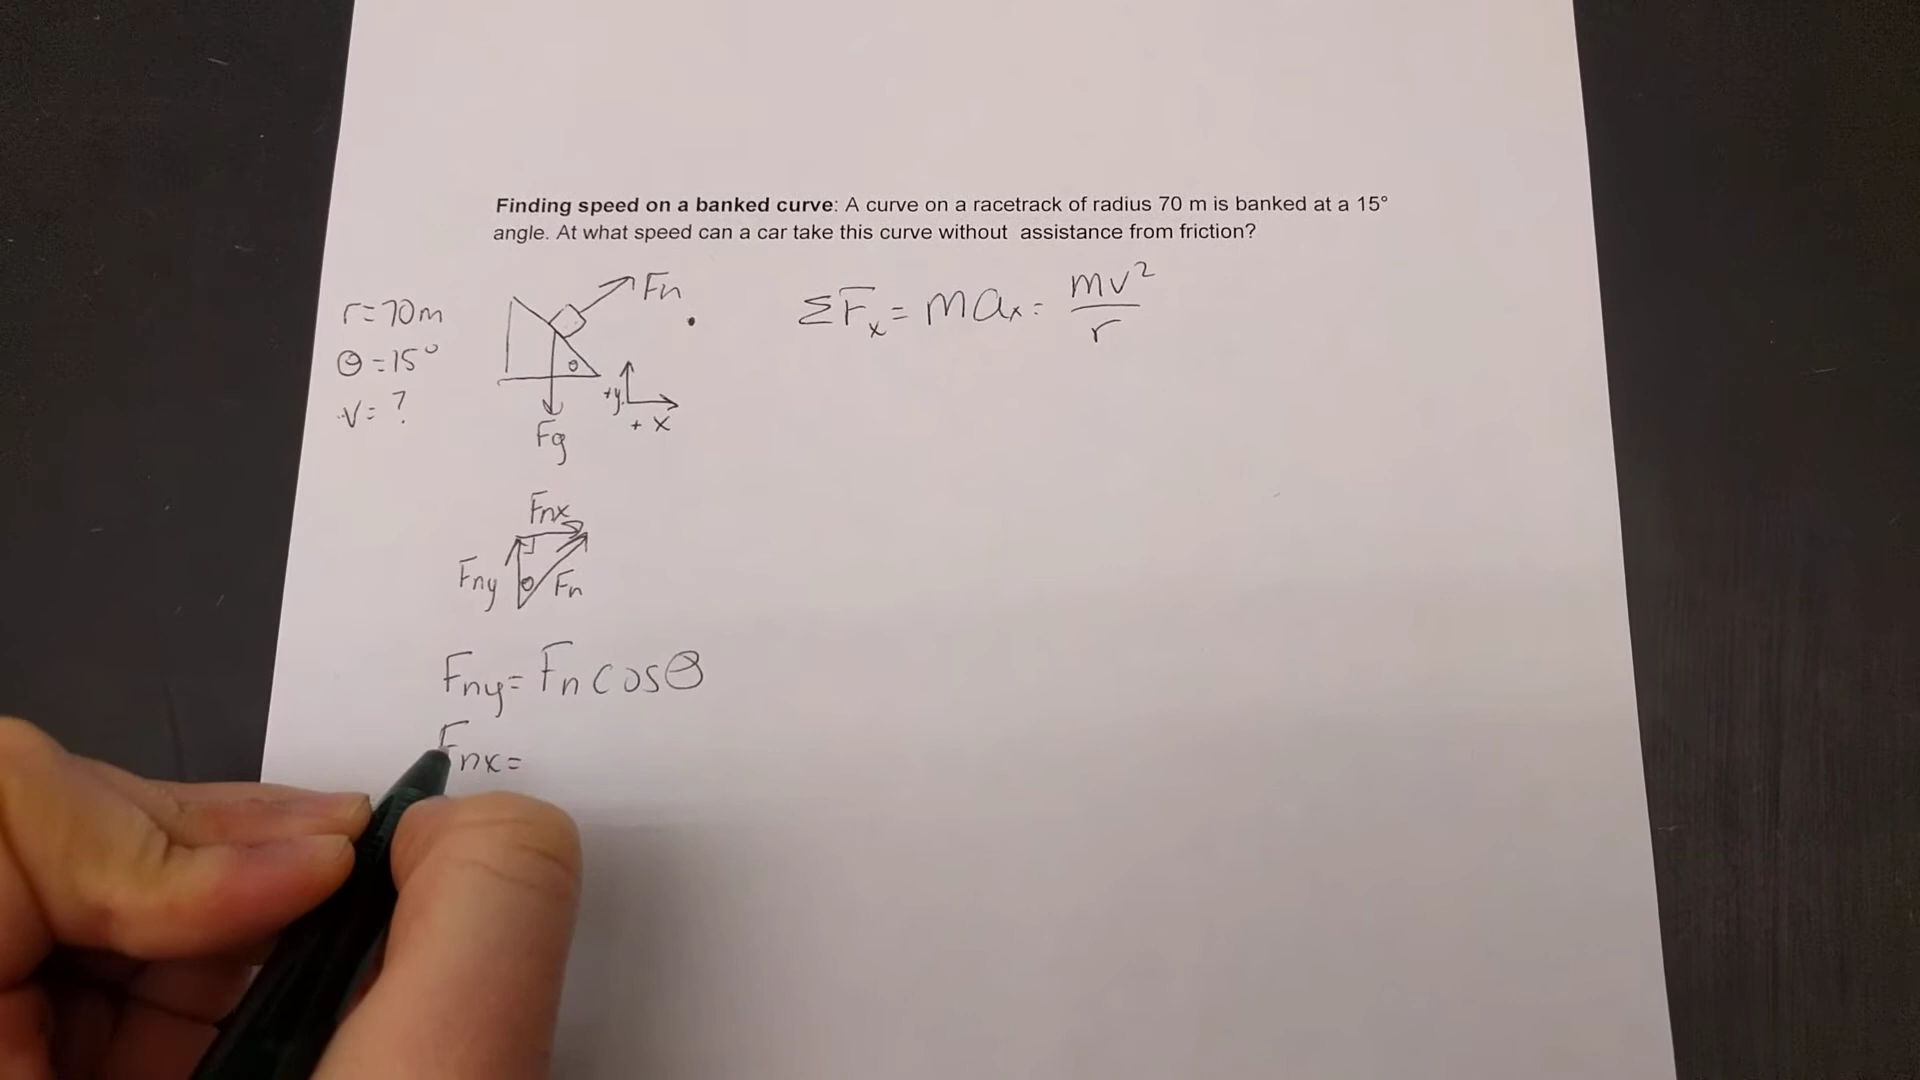 Finding speed on a banked curve: A curve on a racetrack of radius 70 m is banked at a 15°
angle. At what speed can a car take this curve without assistance from friction?
r=70m
θ=15°
v=?
Fn
θ
+y
+x
Fg
ΣFx=max=mv²/r
Fnx
Fny
θ
Fn
Fny=Fncosθ
Fnx=